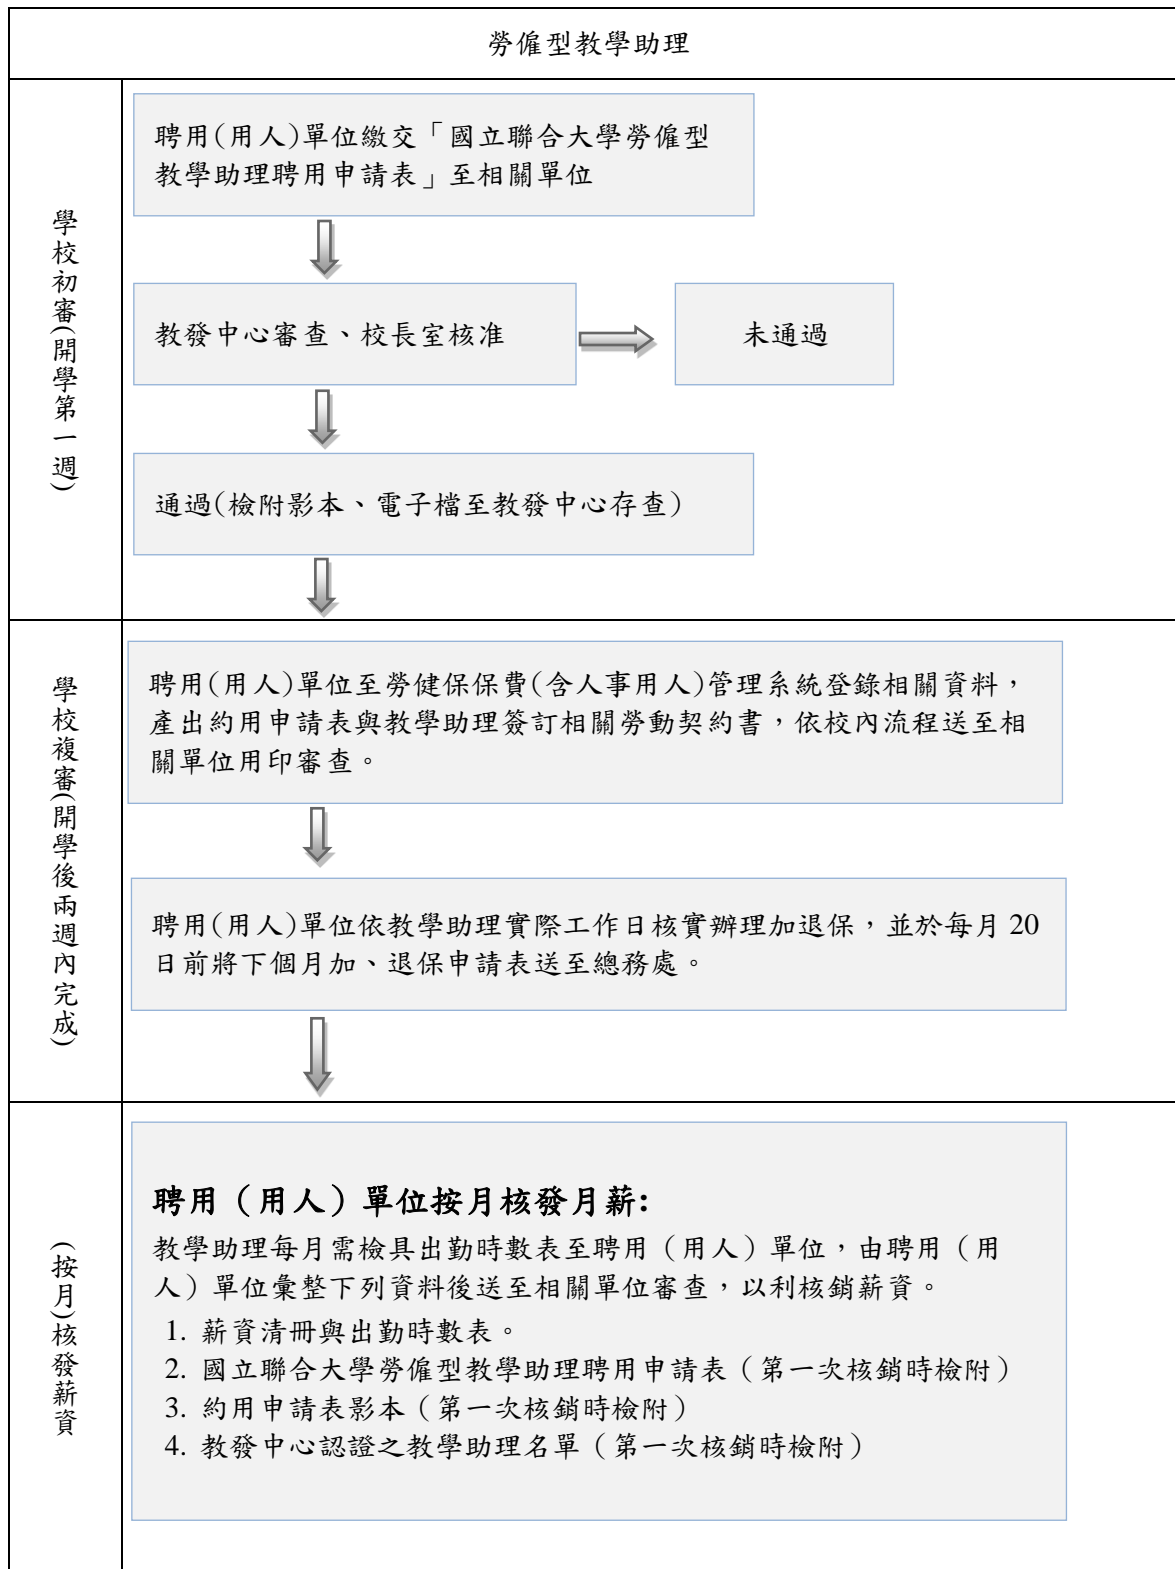 勞僱型教學助理
學校初審(開學第一週)
聘用(用人)單位繳交「國立聯合大學勞僱型
教學助理聘用申請表」至相關單位
教發中心審查、校長室核准
未通過
通過(檢附影本、電子檔至教發中心存查)
學校複審(開學後兩週內完成)
聘用(用人)單位至勞健保保費(含人事用人)管理系統登錄相關資料，
產出約用申請表與教學助理簽訂相關勞動契約書，依校內流程送至相
關單位用印審查。
聘用(用人)單位依教學助理實際工作日核實辦理加退保，並於每月 20
日前將下個月加、退保申請表送至總務處。
(按月)核發薪資
聘用（用人）單位按月核發月薪:
教學助理每月需檢具出勤時數表至聘用（用人）單位，由聘用（用
人）單位彙整下列資料後送至相關單位審查，以利核銷薪資。
1. 薪資清冊與出勤時數表。
2. 國立聯合大學勞僱型教學助理聘用申請表（第一次核銷時檢附）
3. 約用申請表影本（第一次核銷時檢附）
4. 教發中心認證之教學助理名單（第一次核銷時檢附）